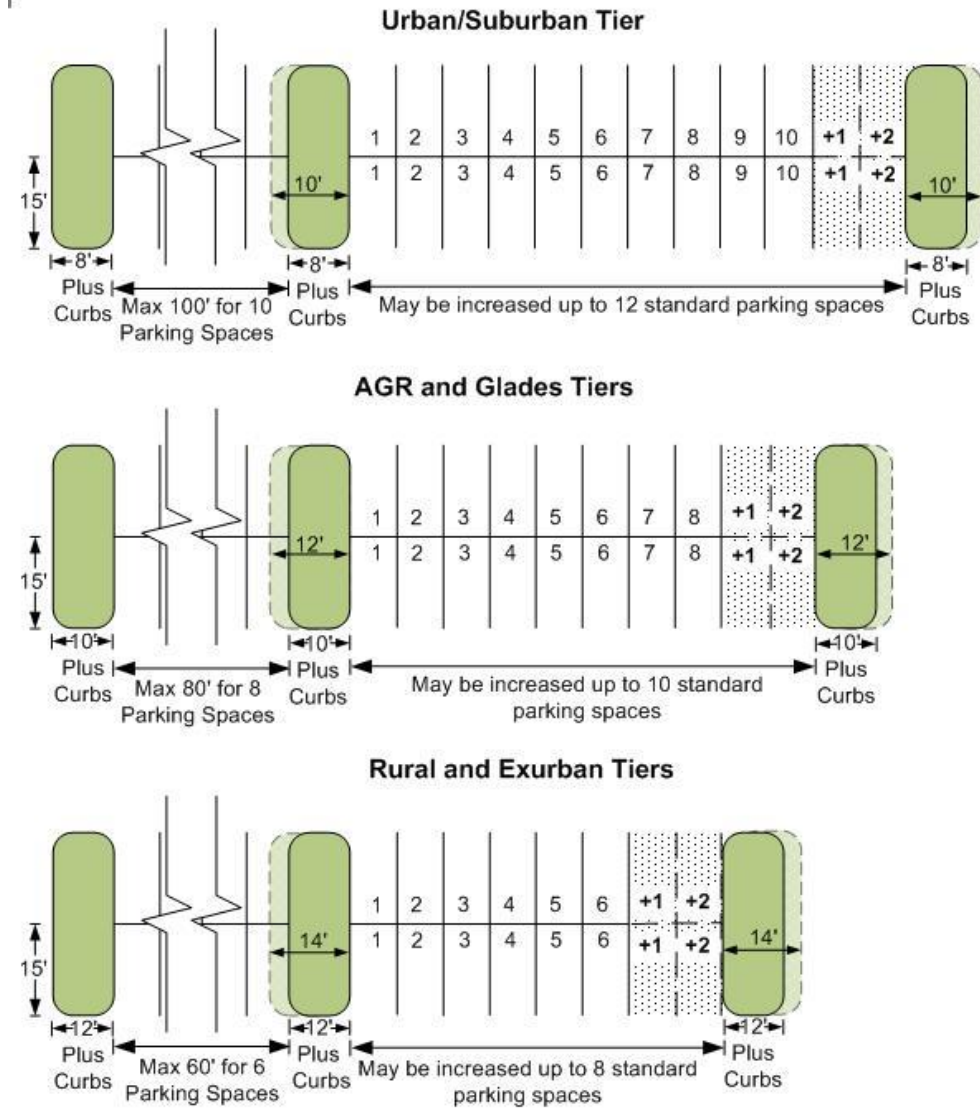 Urban/Suburban Tier
1 2 3 4 5 6 7 8 9 10 +1 +2
1 2 3 4 5 6 7 8 9 10 +1 +2
15'
10'
10'
8'
8'
8'
Plus
Curbs
Max 100' for 10
Parking Spaces
Plus
Curbs
May be increased up to 12 standard parking spaces
Plus
Curbs
AGR and Glades Tiers
1 2 3 4 5 6 7 8 +1 +2
1 2 3 4 5 6 7 8 +1 +2
15'
12'
12'
10'
10'
10'
Plus
Curbs
Max 80' for 8
Parking Spaces
Plus
Curbs
May be increased up to 10 standard
parking spaces
Plus
Curbs
Rural and Exurban Tiers
1 2 3 4 5 6 +1 +2
1 2 3 4 5 6 +1 +2
15'
14'
14'
12'
12'
12'
Plus
Curbs
Max 60' for 6
Parking Spaces
Plus
Curbs
May be increased up to 8 standard
parking spaces
Plus
Curbs